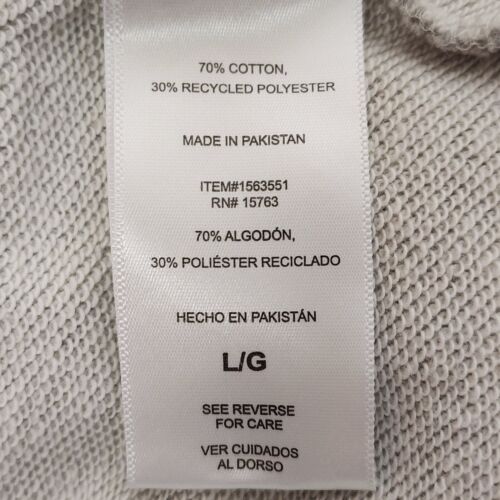 70% COTTON,
30% RECYCLED POLYESTER
MADE IN PAKISTAN
ITEM#1563551
RN# 15763
70% ALGODÓN,
30% POLIÉSTER RECICLADO
HECHO EN PAKISTÁN
L/G
SEE REVERSE
FOR CARE
VER CUIDADOS
AL DORSO